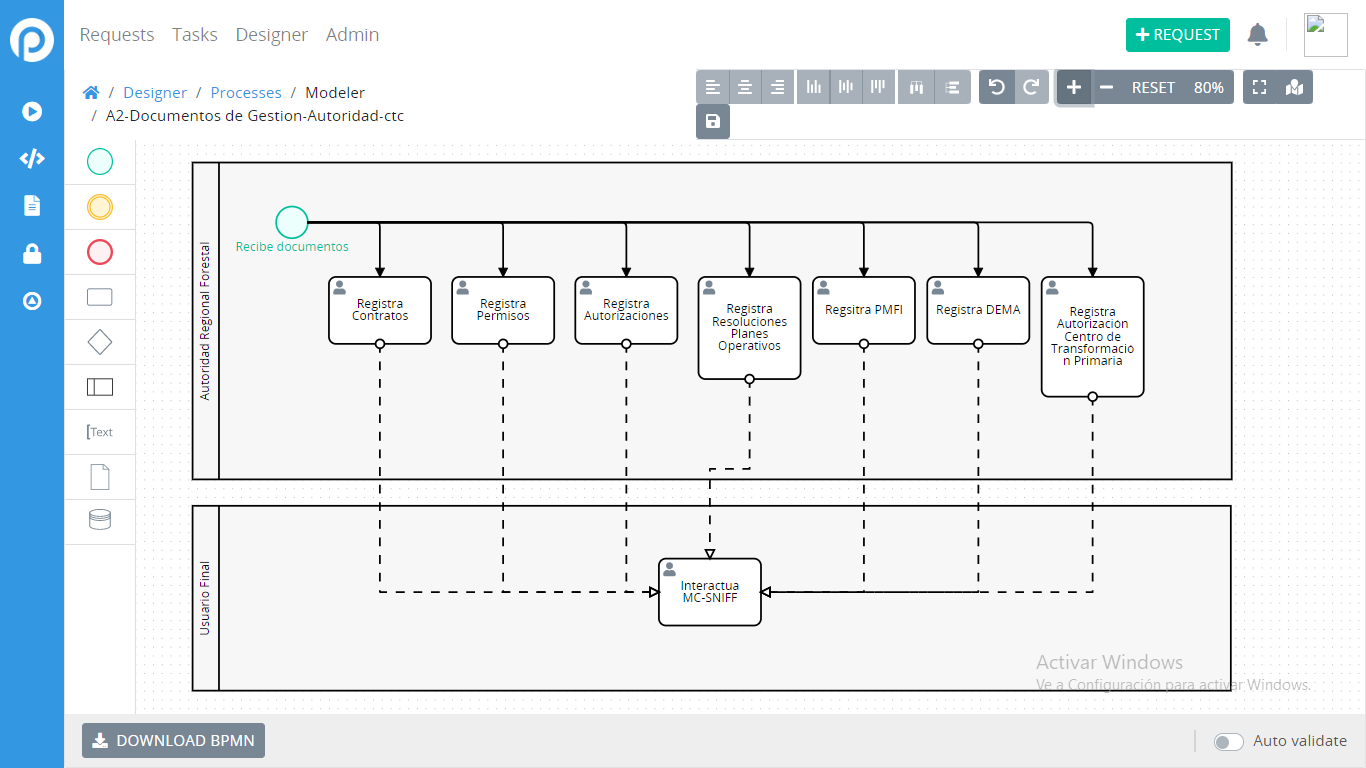 Requests Tasks Designer Admin
REQUEST
/ Designer / Processes / Modeler
/ A2-Documentos de Gestion-Autoridad-ctc
RESET 80%
Autoridad Regional Forestal
Recibe documentos
Registra
Contratos
Registra
Permisos
Registra
Autorizaciones
Registra
Resoluciones
Planes
Operativos
Regsitra PMFI
Registra DEMA
Registra
Autorización
Centro de
Transformació
n Primaria
[Text
Usuario Final
Interactua
MC-SNIFF
Activar Windows
Ve a Configuración para activar Windows.
DOWNLOAD BPMN
Auto validate